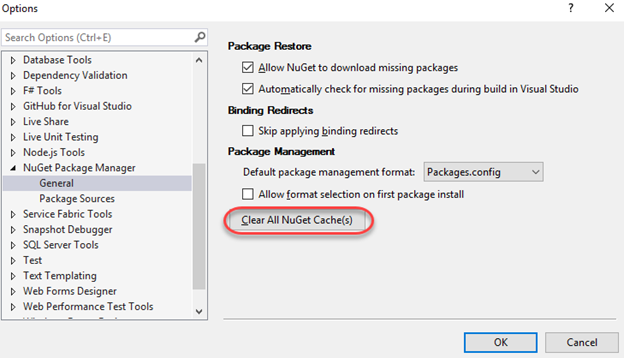 Options
Search Options (Ctrl+E)
Database Tools
Dependency Validation
F# Tools
GitHub for Visual Studio
Live Share
Live Unit Testing
Node.js Tools
NuGet Package Manager
General
Package Sources
Service Fabric Tools
Snapshot Debugger
SQL Server Tools
Test
Text Templating
Web Forms Designer
Web Performance Test Tools
Package Restore
Allow NuGet to download missing packages
Automatically check for missing packages during build in Visual Studio
Binding Redirects
Skip applying binding redirects
Package Management
Default package management format: Packages.config
Allow format selection on first package install
Clear All NuGet Cache(s)
OK Cancel